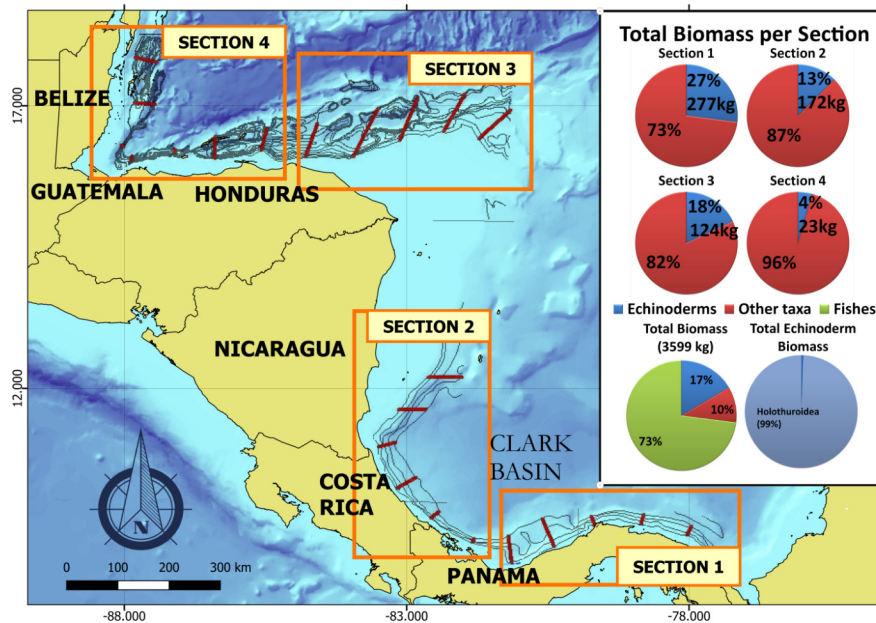 SECTION 4
SECTION 3
BELIZE
GUATEMALA
HONDURAS
SECTION 2
NICARAGUA
CLARK
BASIN
COSTA
RICA
PANAMA
SECTION 1
N
0 100 200 300 km
17.000
12.000
-88.000
-83.000
-78.000
Total Biomass per Section
Section 1
27%
277kg
73%
Section 2
13%
172kg
87%
Section 3
18%
124kg
82%
Section 4
4%
23kg
96%
Echinoderms Other taxa Fishes
Total Biomass
(3599 kg)
17%
10%
73%
Total Echinoderm
Biomass
Holothuroidea
(99%)